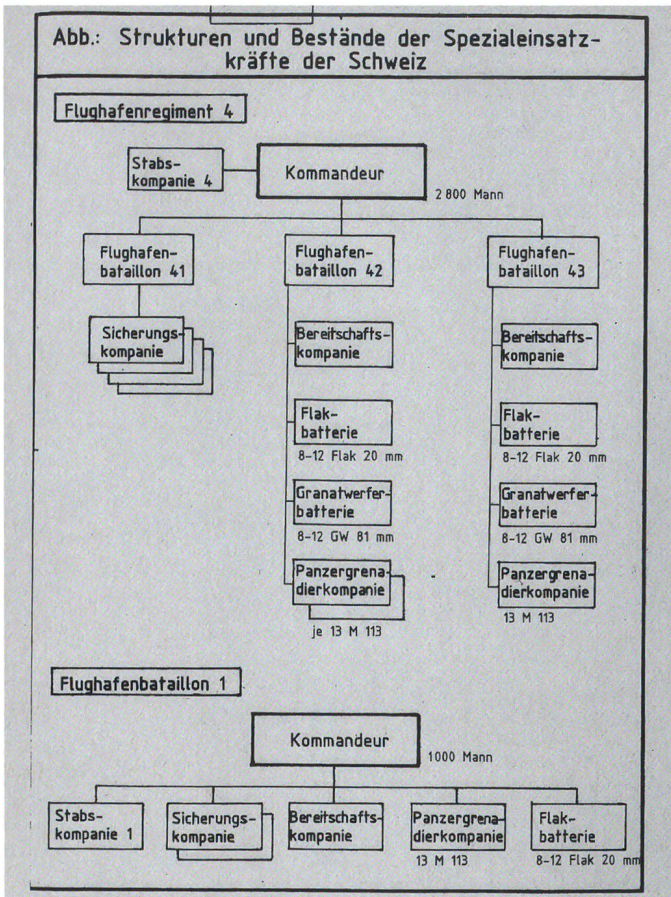 Abb.: Strukturen und Bestände der Spezialeinsatz-
kräfte der Schweiz
Flughafenregiment 4
Stabs-
kompanie 4
Kommandeur
2 800 Mann
Flughafen-
bataillon 41
Flughafen-
bataillon 42
Flughafen-
bataillon 43
Sicherungs-
kompanie
Bereitschafts-
kompanie
Bereitschafts-
kompanie
Flak-
batterie
8-12 Flak 20 mm
Flak-
batterie
8-12 Flak 20 mm
Granatwerfer-
batterie
8-12 GW 81 mm
Granatwerfer-
batterie
8-12 GW 81 mm
Panzergrena-
dierkompanie
je 13 M 113
Panzergrena-
dierkompanie
13 M 113
Flughafenbataillon 1
Kommandeur
1000 Mann
Stabs-
kompanie 1
Sicherungs-
kompanie
Bereitschafts-
kompanie
Panzergrena-
dierkompanie
13 M 113
Flak-
batterie
8-12 Flak 20 mm